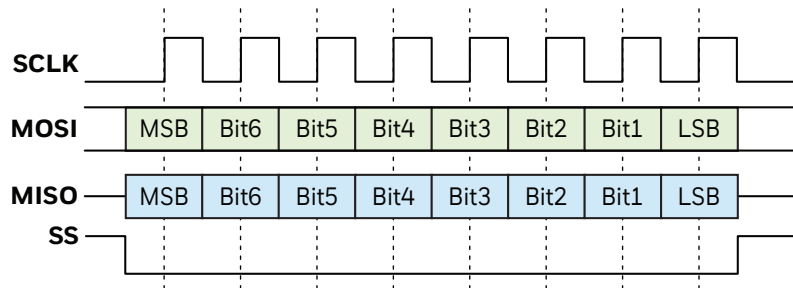 SCLK
MOSI MSB Bit6 Bit5 Bit4 Bit3 Bit2 Bit1 LSB
MISO MSB Bit6 Bit5 Bit4 Bit3 Bit2 Bit1 LSB
SS